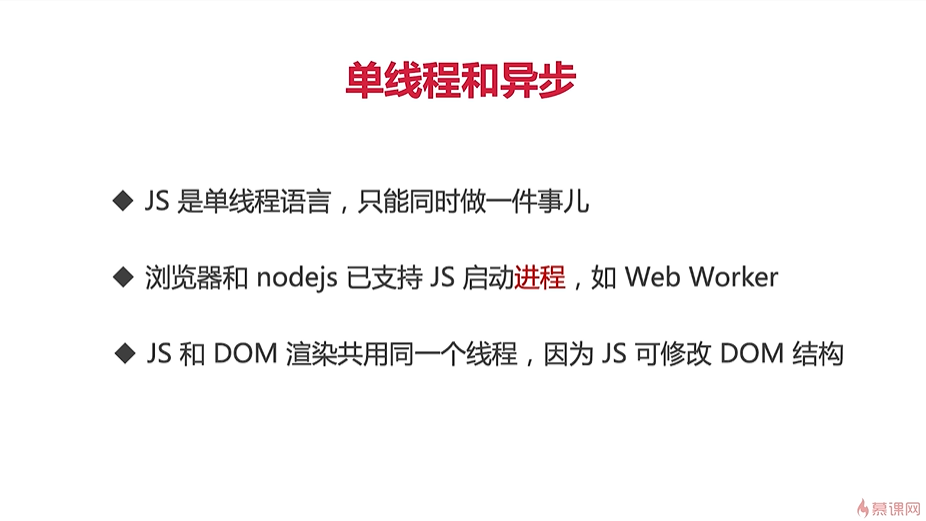 单线程和异步
◆ JS 是单线程语言，只能同时做一件事儿
◆ 浏览器和 nodejs 已支持 JS 启动进程，如 Web Worker
◆ JS 和 DOM 渲染共用同一个线程，因为 JS 可修改 DOM 结构
慕课网